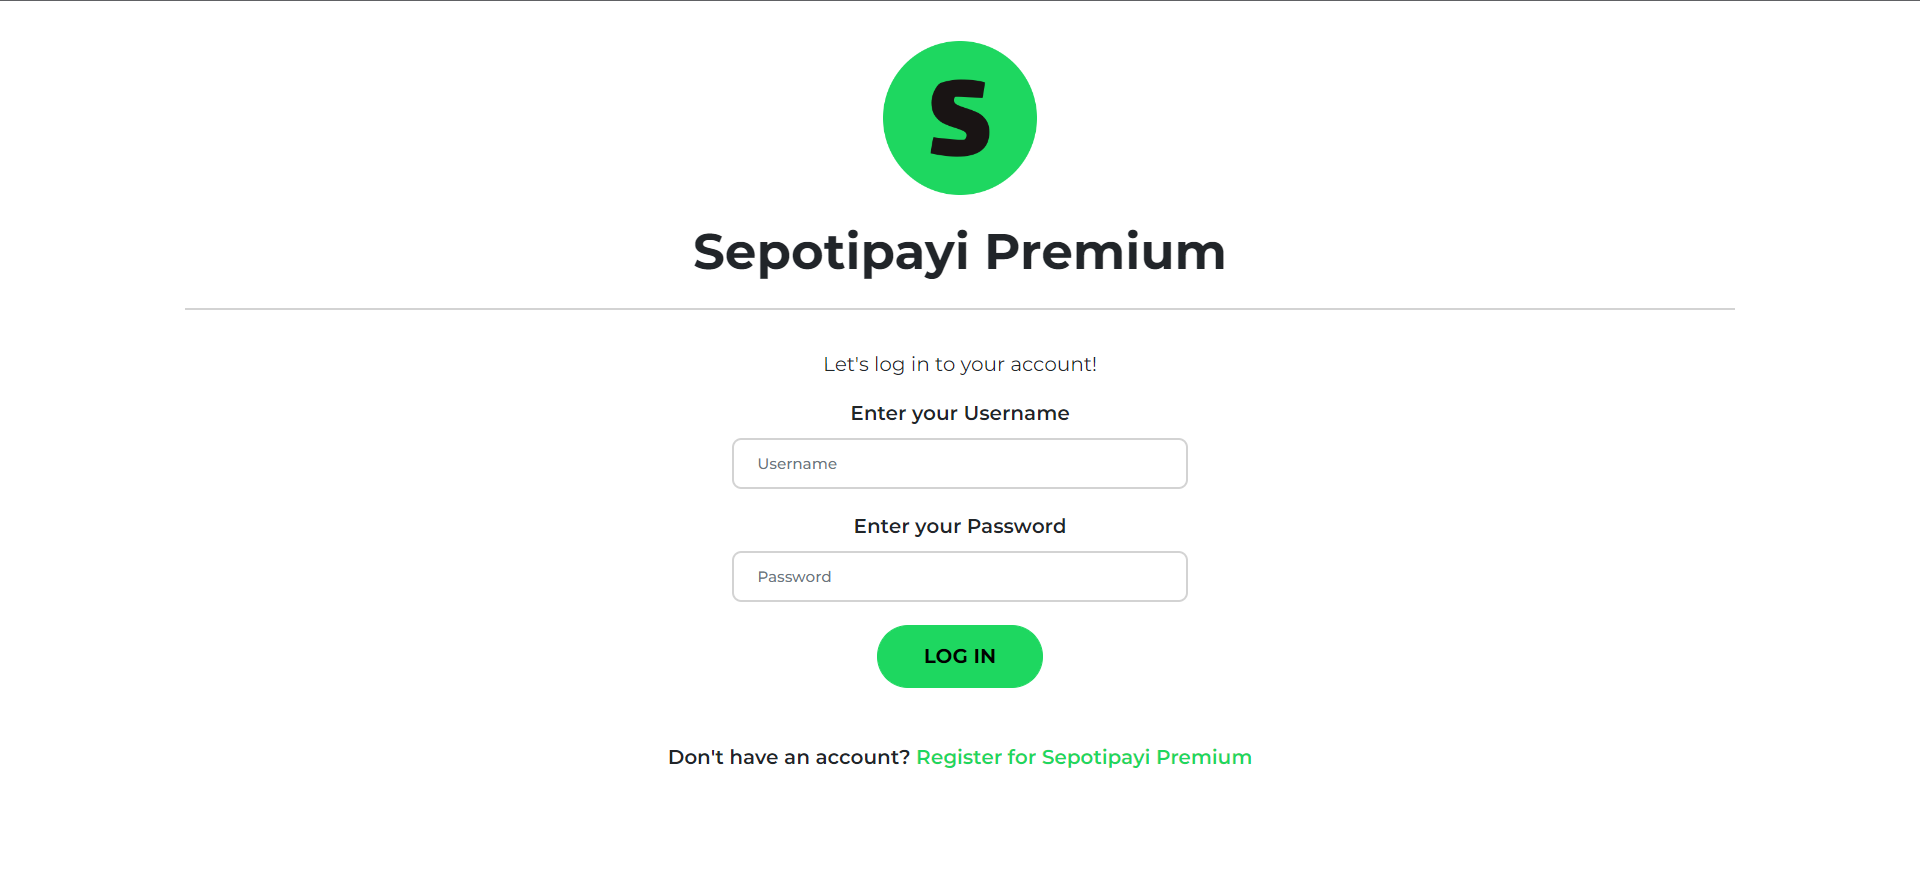 S
Sepotipayi Premium
Let's log in to your account!
Enter your Username
Username
Enter your Password
Password
LOG IN
Don't have an account? Register for Sepotipayi Premium